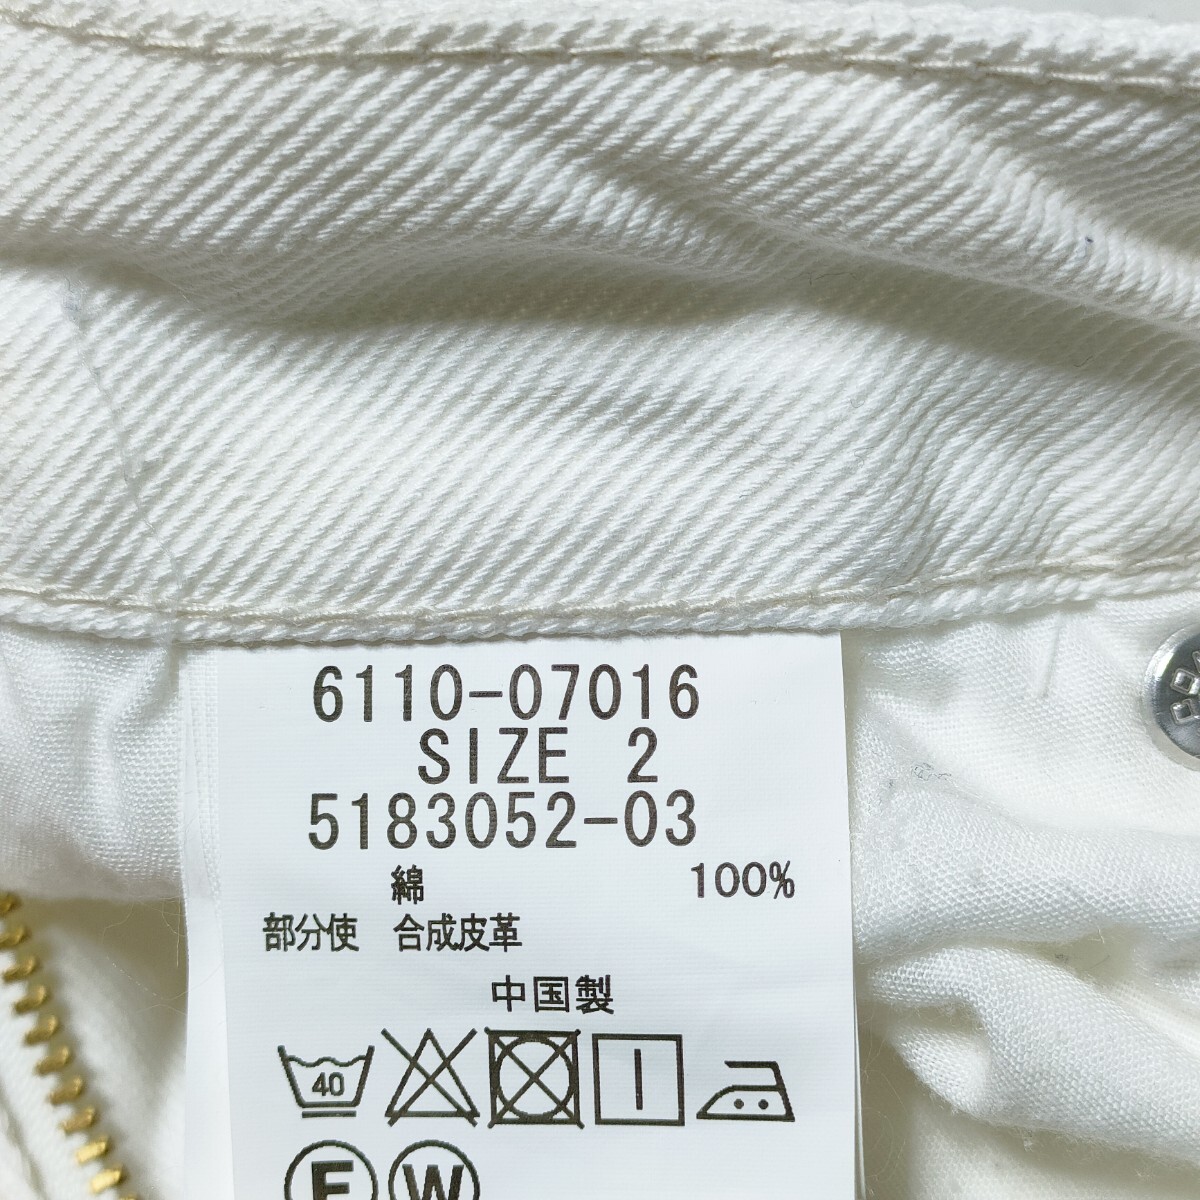 6110-07016
SIZE 2
5183052-03
綿 100%
部分使 合成皮革
中国製
40
F W